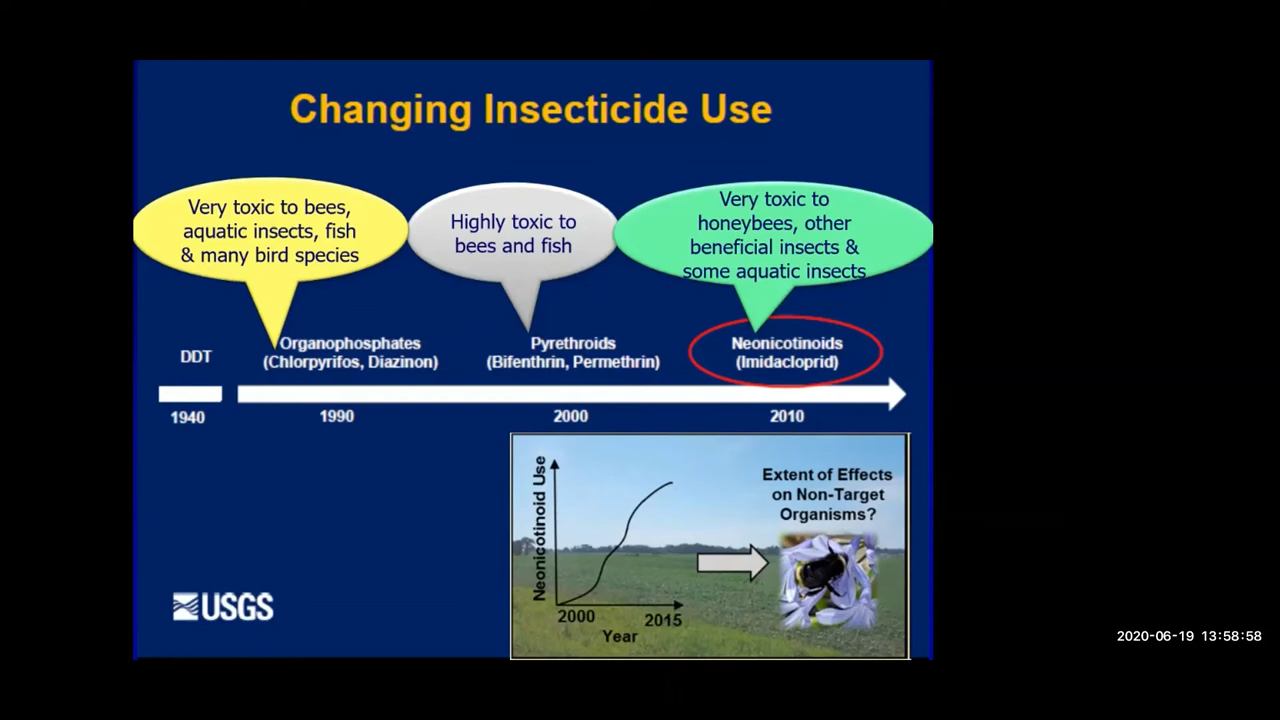 Changing Insecticide Use
Very toxic to bees,
aquatic insects, fish
& many bird species
Highly toxic to
bees and fish
Very toxic to
honeybees, other
beneficial insects &
some aquatic insects
DDT
Organophosphates
(Chlorpyrifos, Diazinon)
Pyrethroids
(Bifenthrin, Permethrin)
Neonicotinoids
(Imidacloprid)
1940
1990
2000
2010
Neonicotinoid Use
2000
2015
Year
Extent of Effects
on Non-Target
Organisms?
USGS
2020-06-19 13:58:58